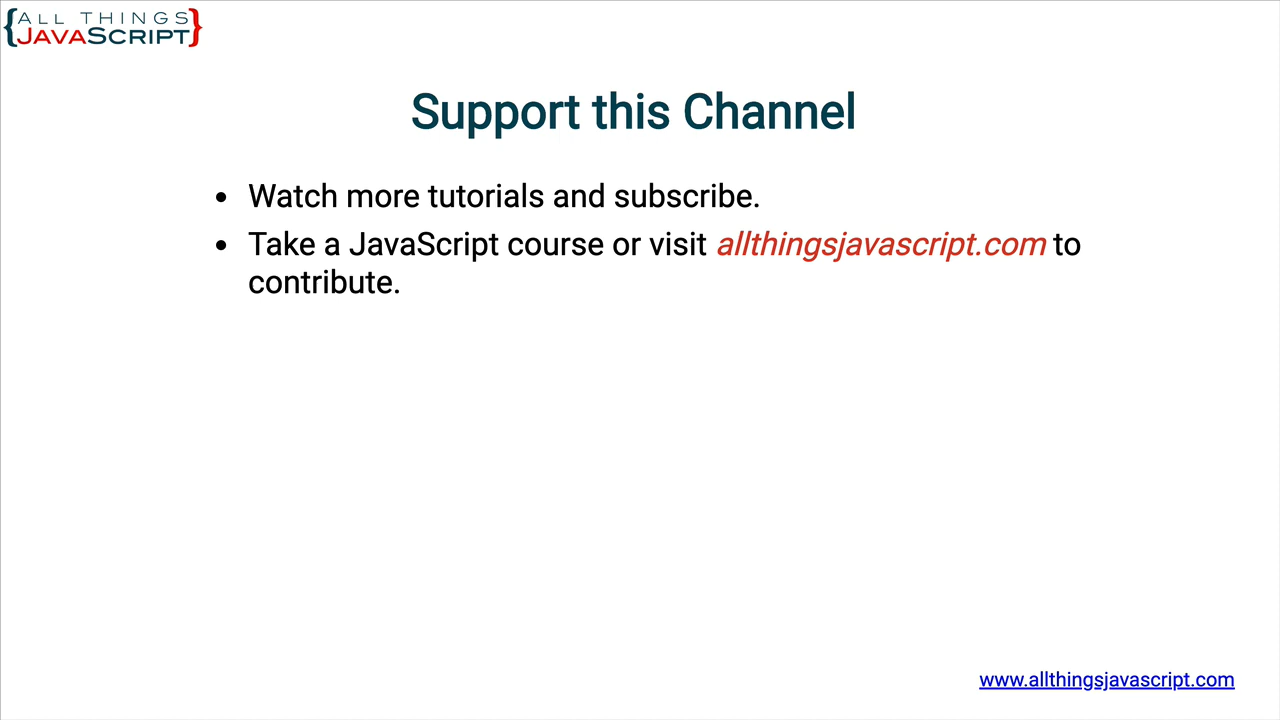 {ALL THINGS
JAVASCRIPT}
Support this Channel
• Watch more tutorials and subscribe.
• Take a JavaScript course or visit allthingsjavascript.com to
contribute.
www.allthingsjavascript.com